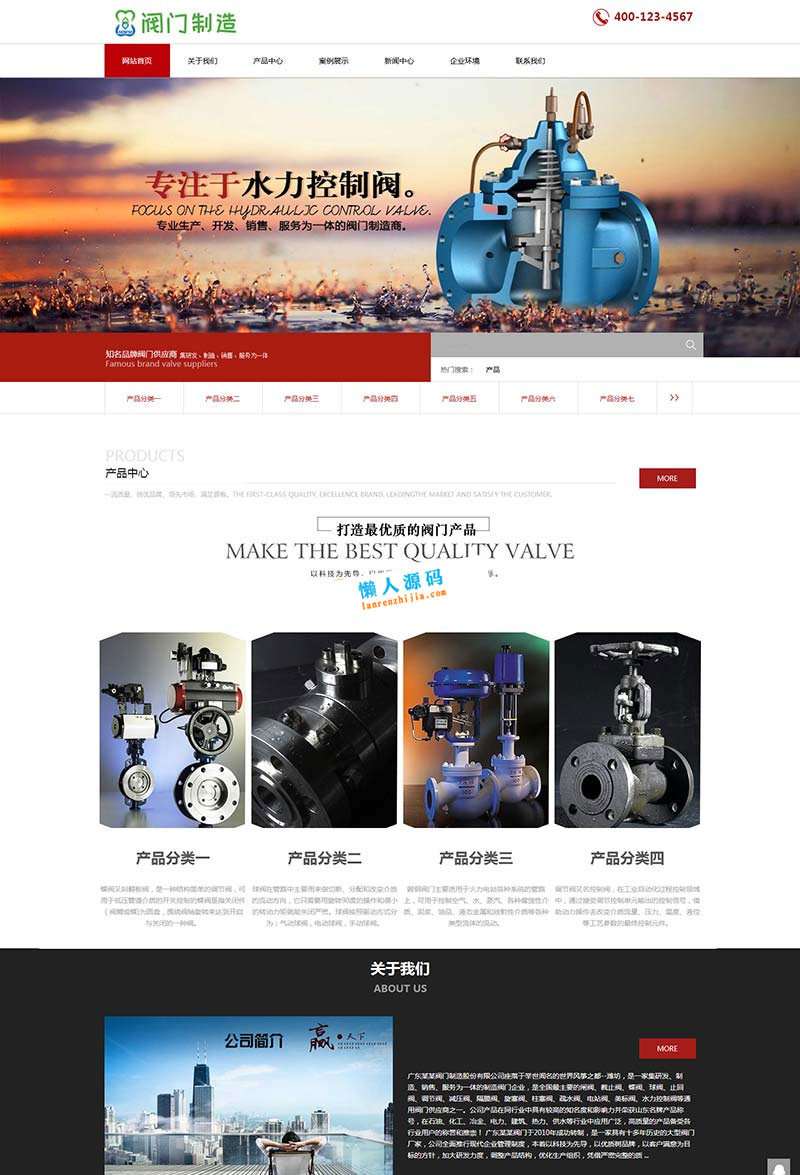 阀门制造
400-123-4567
网站首页 关于我们 产品中心 案例展示 新闻中心 企业环境 联系我们
专注于水力控制阀。
FOCUS ON THE HYDRAULIC CONTROL VALVE.
专业生产、开发、销售、服务为一体的阀门制造商。
知名品牌阀门供应商 集研发、制造、销售、服务为一体
Famous brand valve suppliers
热门搜索： 产品
产品分类一 产品分类二 产品分类三 产品分类四 产品分类五 产品分类六 产品分类七 >>
PRODUCTS
产品中心
MORE
一流质量、创优品牌、领先市场、满足顾客。THE FIRST-CLASS QUALITY, EXCELLENCE BRAND, LEADINGTHE MARKET AND SATISFY THE CUSTOMER.
打造最优质的阀门产品
MAKE THE BEST QUALITY VALVE
以科技为先导，
懒人源码
lanrenzhijia.com
产品分类一
蝶阀又叫翻板阀，是一种结构简单的调节阀，可
用于低压管道介质的开关控制的蝶阀是指关闭件
（阀瓣或蝶)为圆盘，围绕阀轴旋转来达到开启
与关闭的一种阀。
产品分类二
球阀在管路中主要用来做切断、分配和改变介质
的流动方向，它只需要用旋转90度的操作和很小
的转动力矩就能关闭严密。球阀按照驱动方式分
为：气动球阀，电动球阀，手动球阀。
产品分类三
锻钢阀门主要适用于火力电站各种系统的管路
上，可用于控制空气、水、蒸汽、各种腐蚀性介
质、泥浆、油品、液态金属和放射性介质等各种
类型流体的流动。
产品分类四
调节阀又名控制阀，在工业自动化过程控制领域
中，通过接受调节控制单元输出的控制信号，借
助动力操作去改变介质流量、压力、温度、液位
等工艺参数的最终控制元件。
关于我们
ABOUT US
公司简介 赢 天下
MORE
广东某某阀门制造股份有限公司座落于举世闻名的世界风筝之都--潍坊，是一家集研发、制
造、销售、服务为一体的制造阀门企业，是全国最主要的闸阀、截止阀、蝶阀、球阀、止回
阀、调节阀、减压阀、隔膜阀、旋塞阀、柱塞阀、疏水阀、电站阀、美标阀、水力控制阀等通
用阀门供应商之一。公司产品在同行业中具有较高的知名度和影响力并荣获山东名牌产品称
号，在石油、化工、冶金、电力、建筑、热力、供水等行业中应用广泛，高质量的产品备受各
行业用户的称誉和推崇！ 广东某某阀门于2010年成功转制，是一家具有十多年历史的大型阀门
厂家，公司全面推行现代企业管理制度，本着以科技为先导，以优质树品牌，以客户满意为目
标的方针，加大研发力度，调整产品结构，优化生产组织，凭借严密完整的质 ...